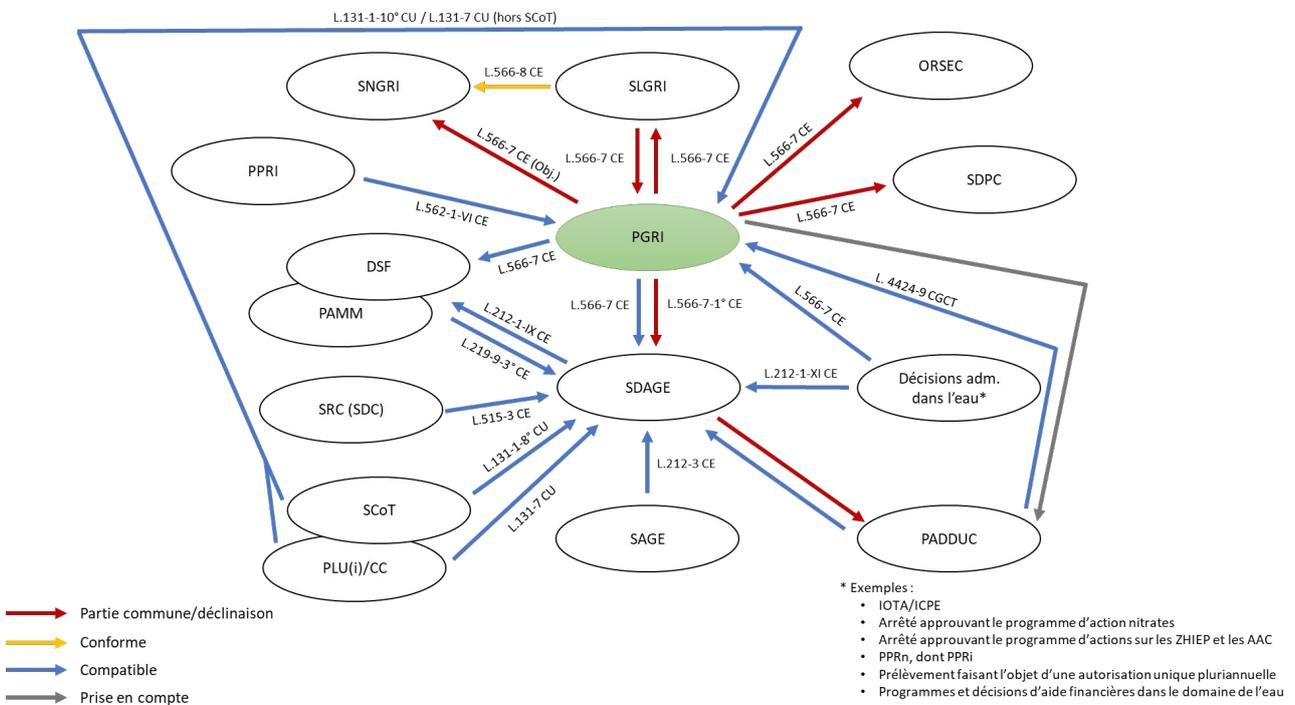 L.131-1-10° CU / L.131-7 CU (hors SCoT)
ORSEC
SNGRI
L.566-8 CE
SLGRI
L.566-7 CE (Obj.)
L.566-7 CE
L.566-7 CE
L.566-7 CE
PPRI
SDPC
L.562-1-VI CE
L.566-7 CE
PGRI
DSF
L.566-7 CE
PAMM
L.566-7 CE
L.566-7-1° CE
L.566-7 CE
L. 4424-9 CGCT
L.212-1-IX CE
L.219-9-3° CE
SDAGE
L.212-1-XI CE
Décisions adm.
dans l’eau*
SRC (SDC)
L.515-3 CE
L.131-1-8° CU
L.212-3 CE
SCoT
L.131-7 CU
SAGE
PADDUC
PLU(i)/CC
Partie commune/déclinaison
Conforme
Compatible
Prise en compte
* Exemples :
• IOTA/ICPE
• Arrêté approuvant le programme d’action nitrates
• Arrêté approuvant le programme d’actions sur les ZHIEP et les AAC
• PPRn, dont PPRi
• Prélèvement faisant l’objet d’une autorisation unique pluriannuelle
• Programmes et décisions d’aide financières dans le domaine de l’eau